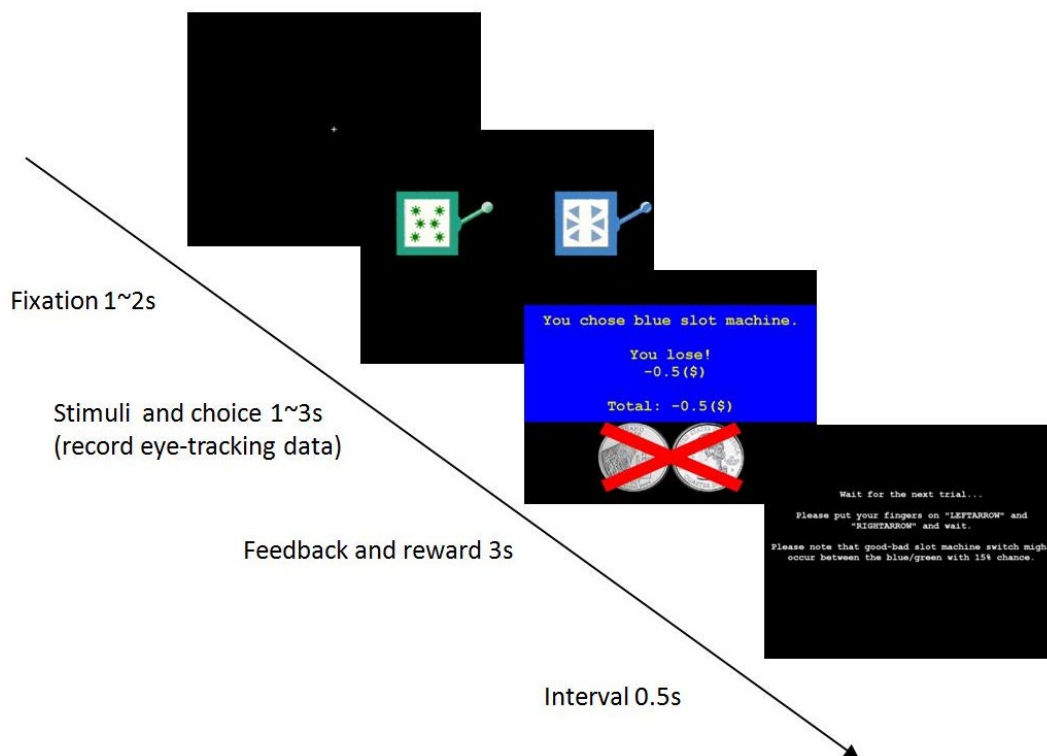 Fixation 1~2s
Stimuli and choice 1~3s
(record eye-tracking data)
You chose blue slot machine.
You lose!
-0.5($)
Total: -0.5($)
Feedback and reward 3s
Wait for the next trial...
Please put your fingers on "LEFTARROW" and
"RIGHTARROW" and wait.
Please note that good-bad slot machine switch migh
occur between the blue/green with 15% chance.
Interval 0.5s